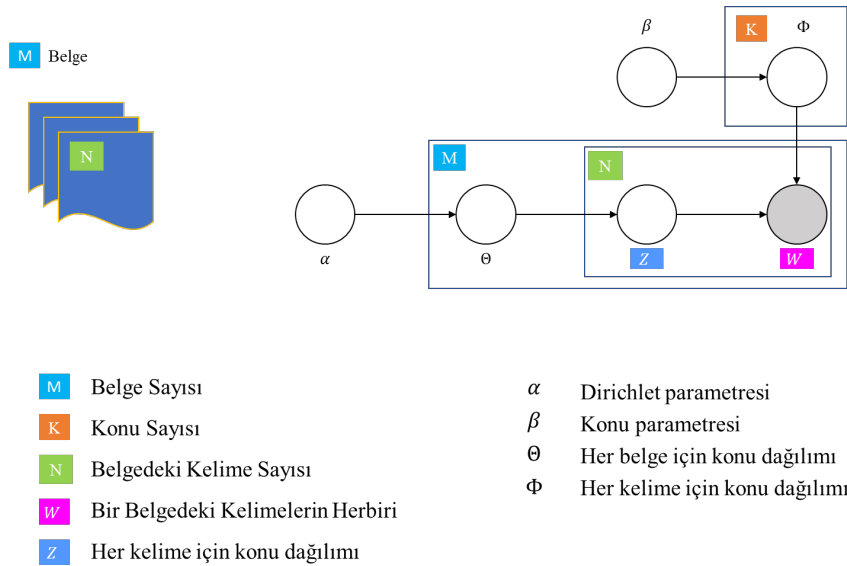 M Belge
N
β
K Φ
M
N
α
Θ
Z
W
M Belge Sayısı
K Konu Sayısı
N Belgedeki Kelime Sayısı
W Bir Belgedeki Kelimelerin Herbiri
Z Her kelime için konu dağılımı
α Dirichlet parametresi
β Konu parametresi
Θ Her belge için konu dağılımı
Φ Her kelime için konu dağılımı